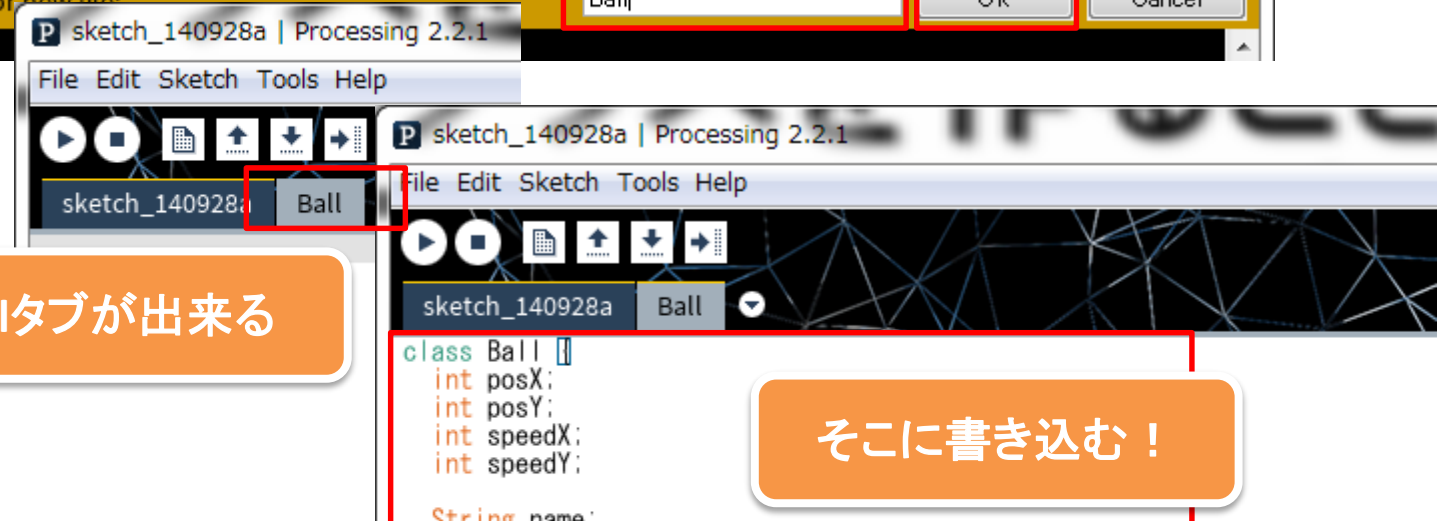 Ball
OK
Cancel
sketch_140928a | Processing 2.2.1
File Edit Sketch Tools Help
sketch_140928a Ball
タブが出来る
sketch_140928a | Processing 2.2.1
File Edit Sketch Tools Help
sketch_140928a Ball
class Ball {
int posX;
int posY;
int speedX;
int speedY;
String name;
そこに書き込む！